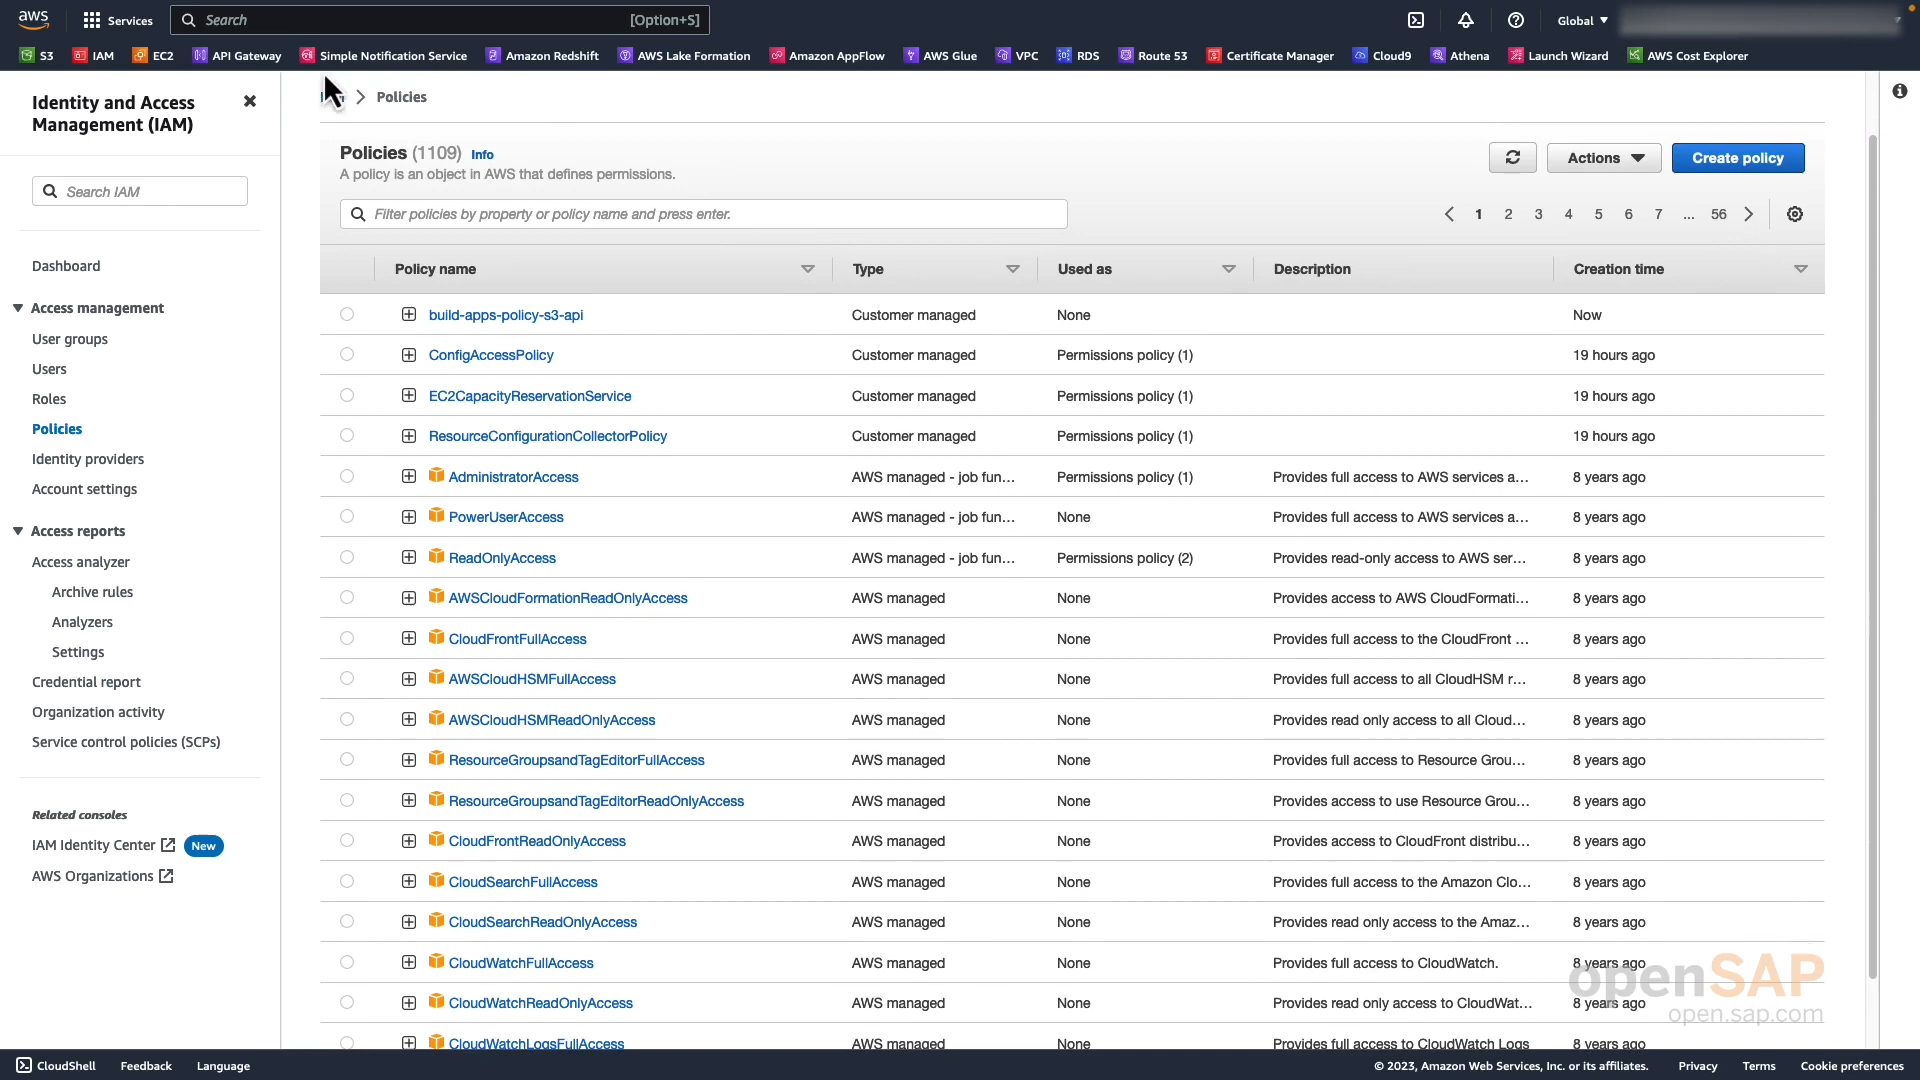 aws Services Search [Option+S] Global
S3 IAM EC2 API Gateway Simple Notification Service Amazon Redshift AWS Lake Formation Amazon AppFlow AWS Glue VPC RDS Route 53 Certificate Manager Cloud9 Athena Launch Wizard AWS Cost Explorer
Identity and Access
Management (IAM)
Search IAM
Dashboard
Access management
User groups
Users
Roles
Policies
Identity providers
Account settings
Access reports
Access analyzer
Archive rules
Analyzers
Settings
Credential report
Organization activity
Service control policies (SCPs)
Related consoles
IAM Identity Center New
AWS Organizations
Policies
Policies (1109) Info
A policy is an object in AWS that defines permissions.
Actions Create policy
Filter policies by property or policy name and press enter.
1 2 3 4 5 6 7 ... 56
Policy name Type Used as Description Creation time
build-apps-policy-s3-api Customer managed None Now
ConfigAccessPolicy Customer managed Permissions policy (1) 19 hours ago
EC2CapacityReservationService Customer managed Permissions policy (1) 19 hours ago
ResourceConfigurationCollectorPolicy Customer managed Permissions policy (1) 19 hours ago
AdministratorAccess AWS managed - job fun... Permissions policy (1) Provides full access to AWS services a... 8 years ago
PowerUserAccess AWS managed - job fun... None Provides full access to AWS services a... 8 years ago
ReadOnlyAccess AWS managed - job fun... Permissions policy (2) Provides read-only access to AWS ser... 8 years ago
AWSCloudFormationReadOnlyAccess AWS managed None Provides access to AWS CloudFormati... 8 years ago
CloudFrontFullAccess AWS managed None Provides full access to the CloudFront ... 8 years ago
AWSCloudHSMFullAccess AWS managed None Provides full access to all CloudHSM r... 8 years ago
AWSCloudHSMReadOnlyAccess AWS managed None Provides read only access to all Cloud... 8 years ago
ResourceGroupsandTagEditorFullAccess AWS managed None Provides full access to Resource Grou... 8 years ago
ResourceGroupsandTagEditorReadOnlyAccess AWS managed None Provides access to use Resource Grou... 8 years ago
CloudFrontReadOnlyAccess AWS managed None Provides access to CloudFront distribu... 8 years ago
CloudSearchFullAccess AWS managed None Provides full access to the Amazon Clo... 8 years ago
CloudSearchReadOnlyAccess AWS managed None Provides read only access to the Amaz... 8 years ago
CloudWatchFullAccess AWS managed None Provides full access to CloudWatch. 8 years ago
CloudWatchReadOnlyAccess AWS managed None Provides read only access to CloudWat... 8 years ago
CloudWatchLogsFullAccess AWS managed None Provides full access to CloudWatch Logs 8 years ago
openSAP
open.sap.com
CloudShell Feedback Language © 2023, Amazon Web Services, Inc. or its affiliates. Privacy Terms Cookie preferences